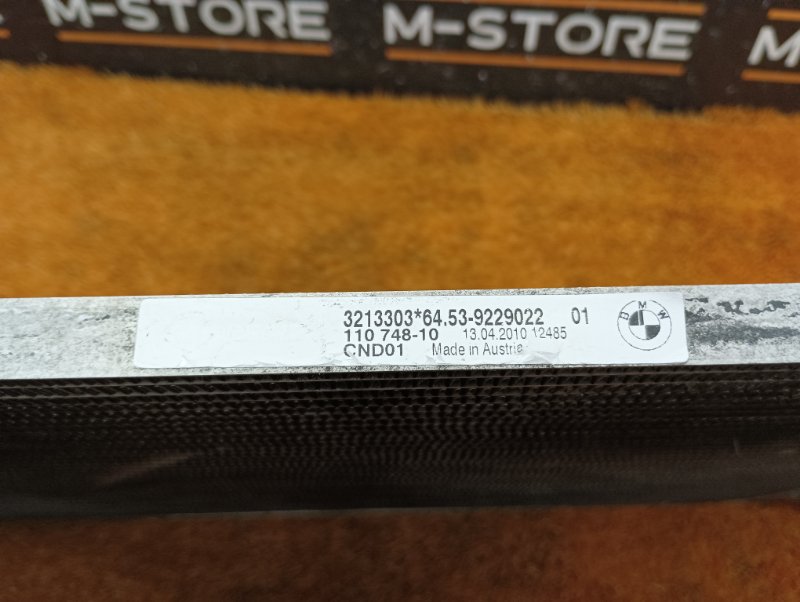 M-STORE
M-STORE
3213303*64.53-9229022 01
110 748-10 13.04.2010 12485
CND01 Made in Austria
BMW